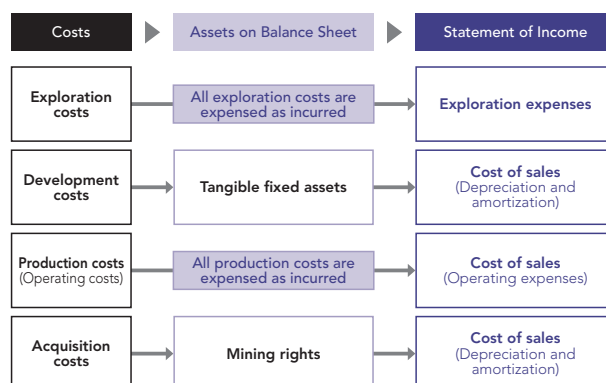 Costs
Assets on Balance Sheet
Statement of Income
Exploration
costs
All exploration costs are
expensed as incurred
Exploration expenses
Development
costs
Tangible fixed assets
Cost of sales
(Depreciation and
amortization)
Production costs
(Operating costs)
All production costs are
expensed as incurred
Cost of sales
(Operating expenses)
Acquisition
costs
Mining rights
Cost of sales
(Depreciation and
amortization)